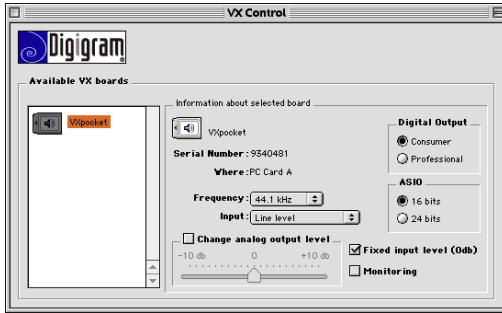 VX Control
Digigram
Available VX boards
VXpocket
Information about selected board
VXpocket
Serial Number : 9340481
Where : PC Card A
Frequency : 44.1 kHz
Input : Line level
Change analog output level
-10 db 0 +10 db
Digital Output
Consumer
Professional
ASIO
16 bits
24 bits
Fixed input level (0db)
Monitoring